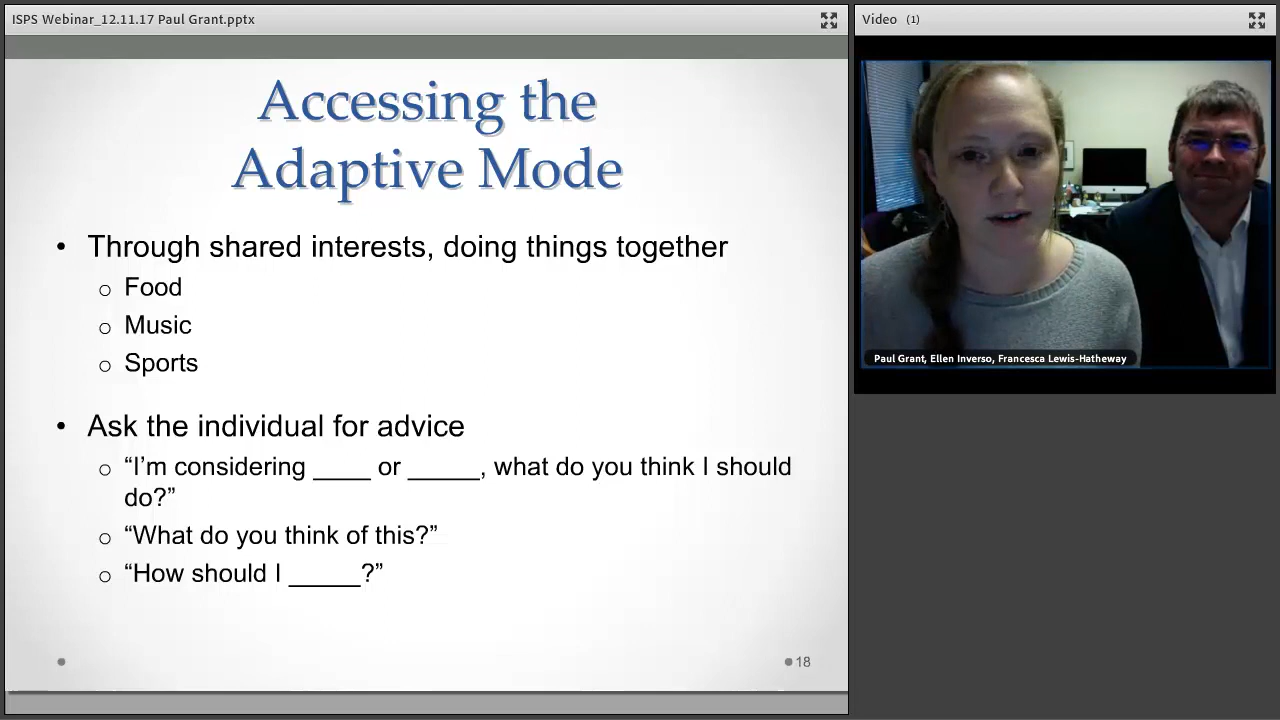 ISPS Webinar_12.11.17 Paul Grant.pptx
Video (1)
Accessing the
Adaptive Mode
• Through shared interests, doing things together
o Food
o Music
o Sports
• Ask the individual for advice
o “I’m considering ____ or _____, what do you think I should
do?”
o “What do you think of this?”
o “How should I _____?”
18
Paul Grant, Ellen Inverso, Francesca Lewis-Hatheway